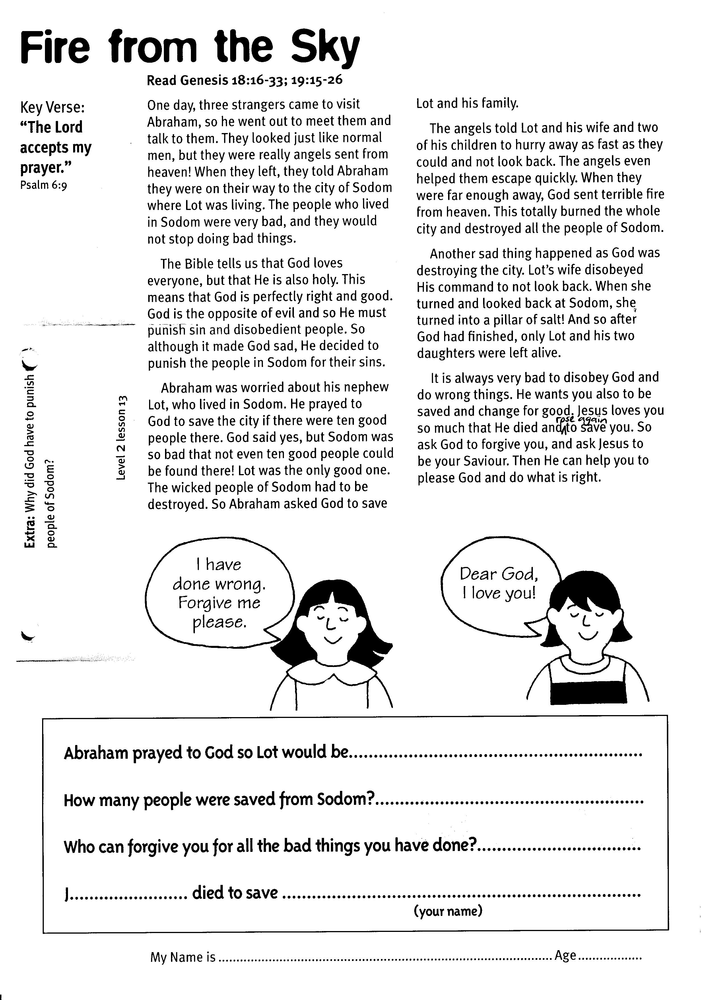 Fire from the Sky
Read Genesis 18:16-33; 19:15-26
Key Verse:
“The Lord
accepts my
prayer.”
Psalm 6:9
One day, three strangers came to visit
Abraham, so he went out to meet them and
talk to them. They looked just like normal
men, but they were really angels sent from
heaven! When they left, they told Abraham
they were on their way to the city of Sodom
where Lot was living. The people who lived
in Sodom were very bad, and they would
not stop doing bad things.
The Bible tells us that God loves
everyone, but that He is also holy. This
means that God is perfectly right and good.
God is the opposite of evil and so He must
punish sin and disobedient people. So
although it made God sad, He decided to
punish the people in Sodom for their sins.
Abraham was worried about his nephew
Lot, who lived in Sodom. He prayed to
God to save the city if there were ten good
people there. God said yes, but Sodom was
so bad that not even ten good people could
be found there! Lot was the only good one.
The wicked people of Sodom had to be
destroyed. So Abraham asked God to save
Lot and his family.
The angels told Lot and his wife and two
of his children to hurry away as fast as they
could and not look back. The angels even
helped them escape quickly. When they
were far enough away, God sent terrible fire
from heaven. This totally burned the whole
city and destroyed all the people of Sodom.
Another sad thing happened as God was
destroying the city. Lot’s wife disobeyed
His command to not look back. When she
turned and looked back at Sodom, she
turned into a pillar of salt! And so after
God had finished, only Lot and his two
daughters were left alive.
It is always very bad to disobey God and
do wrong things. He wants you also to be
saved and change for good. Jesus loves you
rose again
so much that He died and to save you. So
ask God to forgive you, and ask Jesus to
be your Saviour. Then He can help you to
please God and do what is right.
Extra: Why did God have to punish
people of Sodom?
Level 2 lesson 13
I have
done wrong.
Forgive me
please.
Dear God,
I love you!
Abraham prayed to God so Lot would be..........
How many people were saved from Sodom?..........
Who can forgive you for all the bad things you have done?..........
J.......... died to save ..........
(your name)
My Name is .......... Age..........